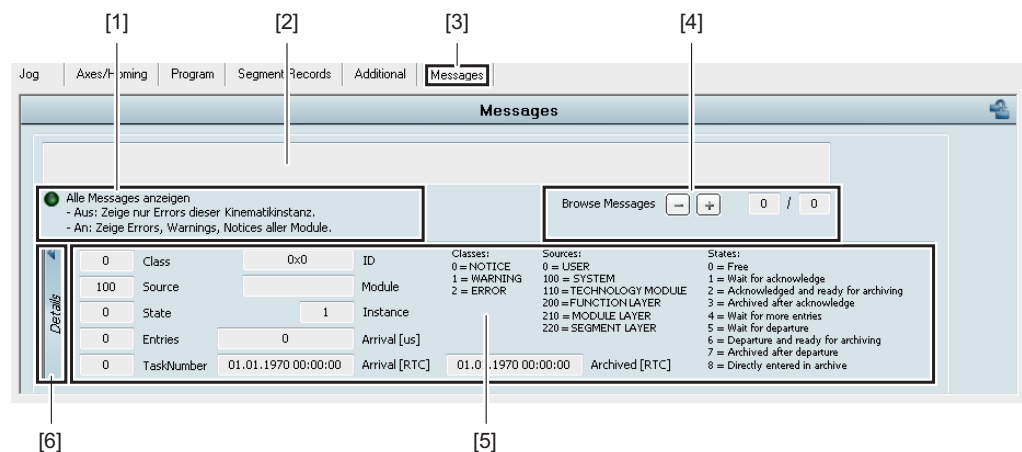 [1] [2] [3] [4]
Jog Axes/Homing Program Segment Records Additional Messages
Messages
Alle Messages anzeigen
- Aus: Zeige nur Errors dieser Kinematikinstanz.
- An: Zeige Errors, Warnings, Notices aller Module.
Browse Messages - + 0 / 0
Details
0 Class 0x0 ID
100 Source Module
0 State 1 Instance
0 Entries 0 Arrival [us]
0 TaskNumber 01.01.1970 00:00:00 Arrival [RTC] 01.01.1970 00:00:00 Archived [RTC]
Classes:
0 = NOTICE
1 = WARNING
2 = ERROR
Sources:
0 = USER
100 = SYSTEM
110 = TECHNOLOGY MODULE
200 = FUNCTION LAYER
210 = MODULE LAYER
220 = SEGMENT LAYER
States:
0 = Free
1 = Wait for acknowledge
2 = Acknowledged and ready for archiving
3 = Archived after acknowledge
4 = Wait for more entries
5 = Wait for departure
6 = Departure and ready for archiving
7 = Archived after departure
8 = Directly entered in archive
[6] [5]